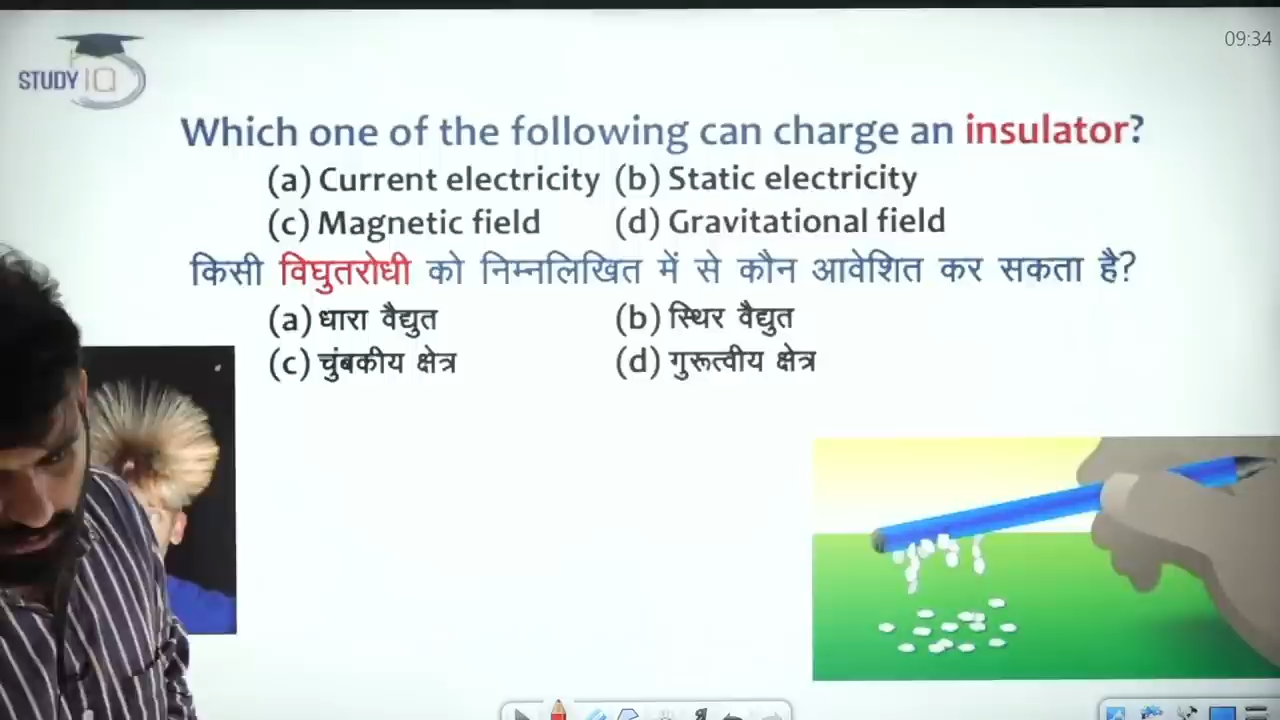 09:34
STUDY IQ
Which one of the following can charge an insulator?
(a) Current electricity (b) Static electricity
(c) Magnetic field (d) Gravitational field
किसी विघुतरोधी को निम्नलिखित में से कौन आवेशित कर सकता है?
(a) धारा वैद्युत (b) स्थिर वैद्युत
(c) चुंबकीय क्षेत्र (d) गुरूत्वीय क्षेत्र